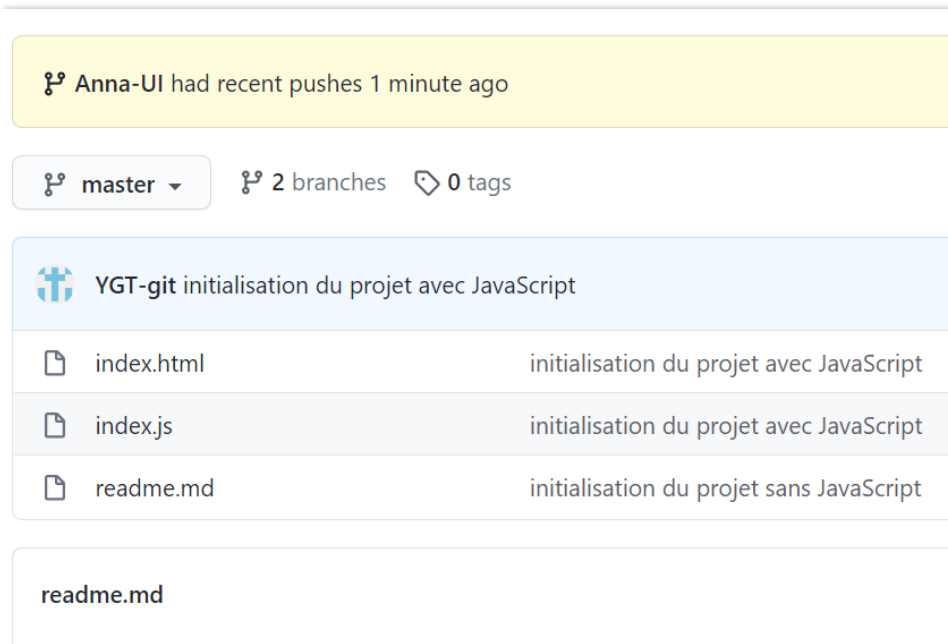 Anna-UI had recent pushes 1 minute ago
master 2 branches 0 tags
YGT-git initialisation du projet avec JavaScript
index.html initialisation du projet avec JavaScript
index.js initialisation du projet avec JavaScript
readme.md initialisation du projet sans JavaScript
readme.md